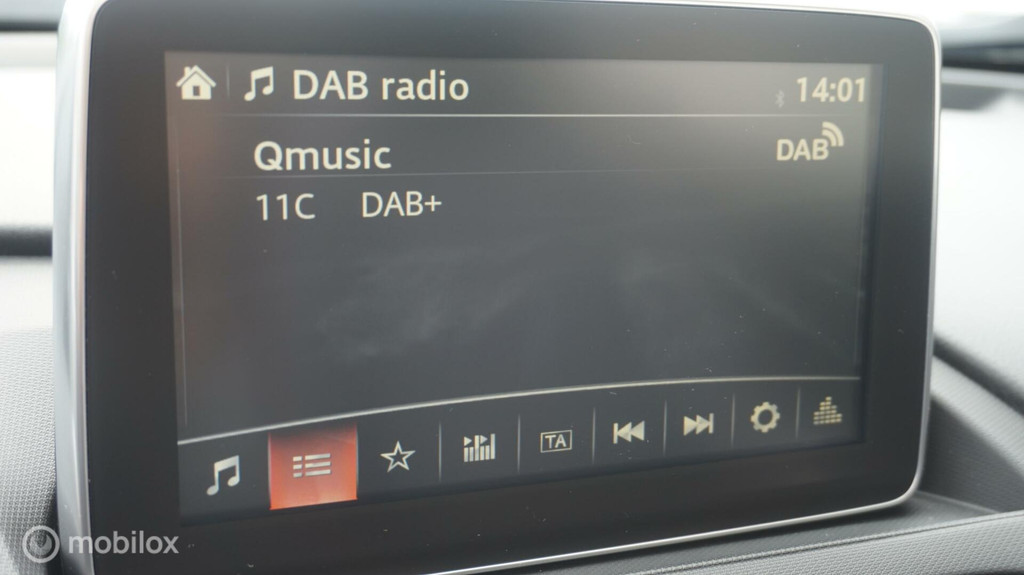 DAB radio 14:01
Qmusic DAB
11C DAB+
TA
mobilox